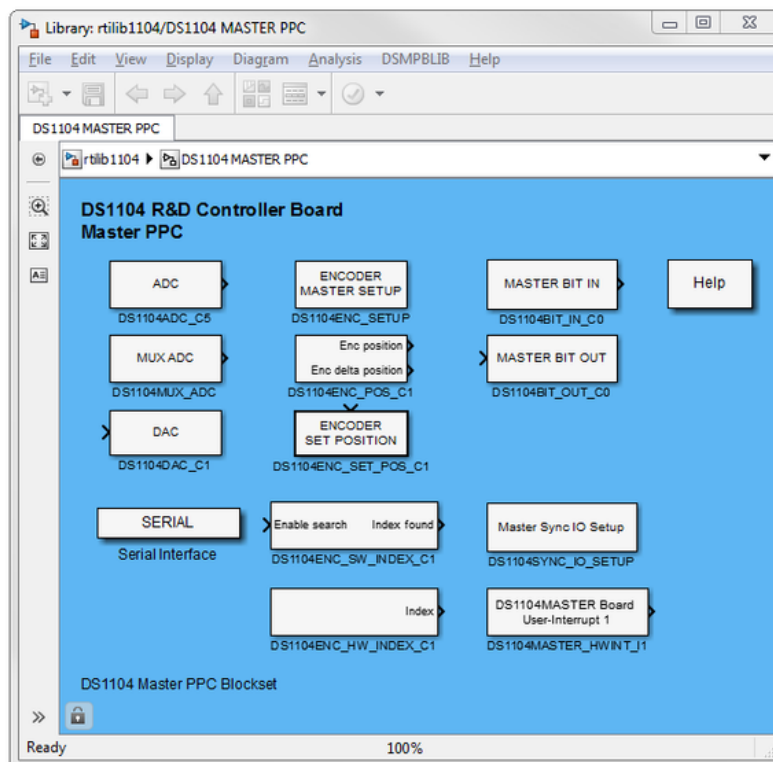 Library: rtilib1104/DS1104 MASTER PPC
File Edit View Display Diagram Analysis DSMPBLIB Help
DS1104 MASTER PPC
rtilib1104 DS1104 MASTER PPC
DS1104 R&D Controller Board
Master PPC
ADC
DS1104ADC_C5
ENCODER
MASTER SETUP
DS1104ENC_SETUP
MASTER BIT IN
DS1104BIT_IN_C0
Help
MUX ADC
DS1104MUX_ADC
Enc position
Enc delta position
DS1104ENC_POS_C1
MASTER BIT OUT
DS1104BIT_OUT_C0
DAC
DS1104DAC_C1
ENCODER
SET POSITION
DS1104ENC_SET_POS_C1
SERIAL
Serial Interface
Enable search Index found
DS1104ENC_SW_INDEX_C1
Master Sync IO Setup
DS1104SYNC_IO_SETUP
Index
DS1104ENC_HW_INDEX_C1
DS1104MASTER Board
User-Interrupt 1
DS1104MASTER_HWINT_I1
DS1104 Master PPC Blockset
Ready 100%